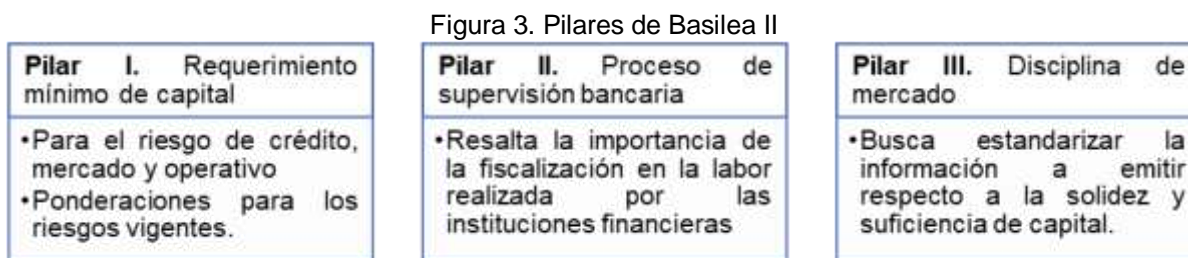 Figura 3. Pilares de Basilea II
Pilar I. Requerimiento
mínimo de capital
•Para el riesgo de crédito,
mercado y operativo
•Ponderaciones para los
riesgos vigentes.
Pilar II. Proceso de
supervisión bancaria
•Resalta la importancia de
la fiscalización en la labor
realizada por las
instituciones financieras
Pilar III. Disciplina de
mercado
•Busca estandarizar la
información a emitir
respecto a la solidez y
suficiencia de capital.